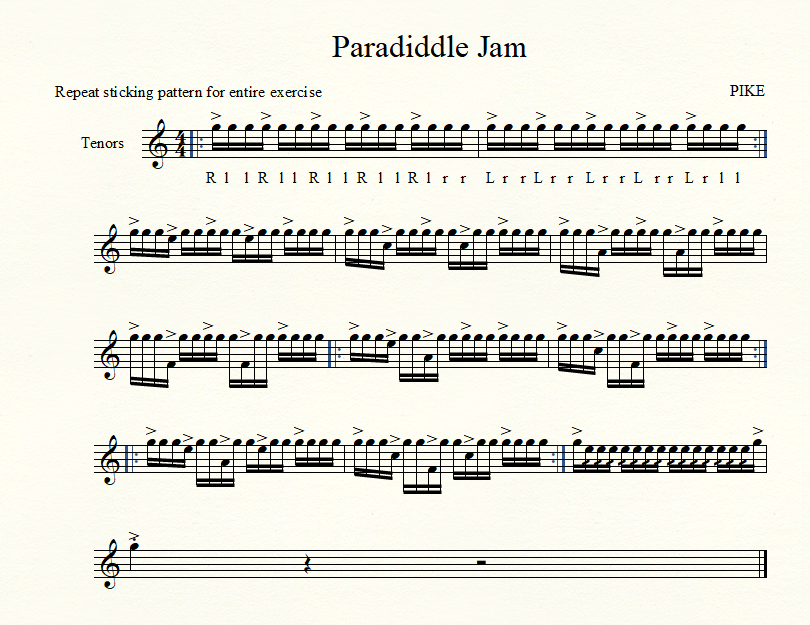 Paradiddle Jam
Repeat sticking pattern for entire exercise
PIKE
Tenors
R l l R l l R l l R l l R l r r L r r L r r L r r L r r L r l l